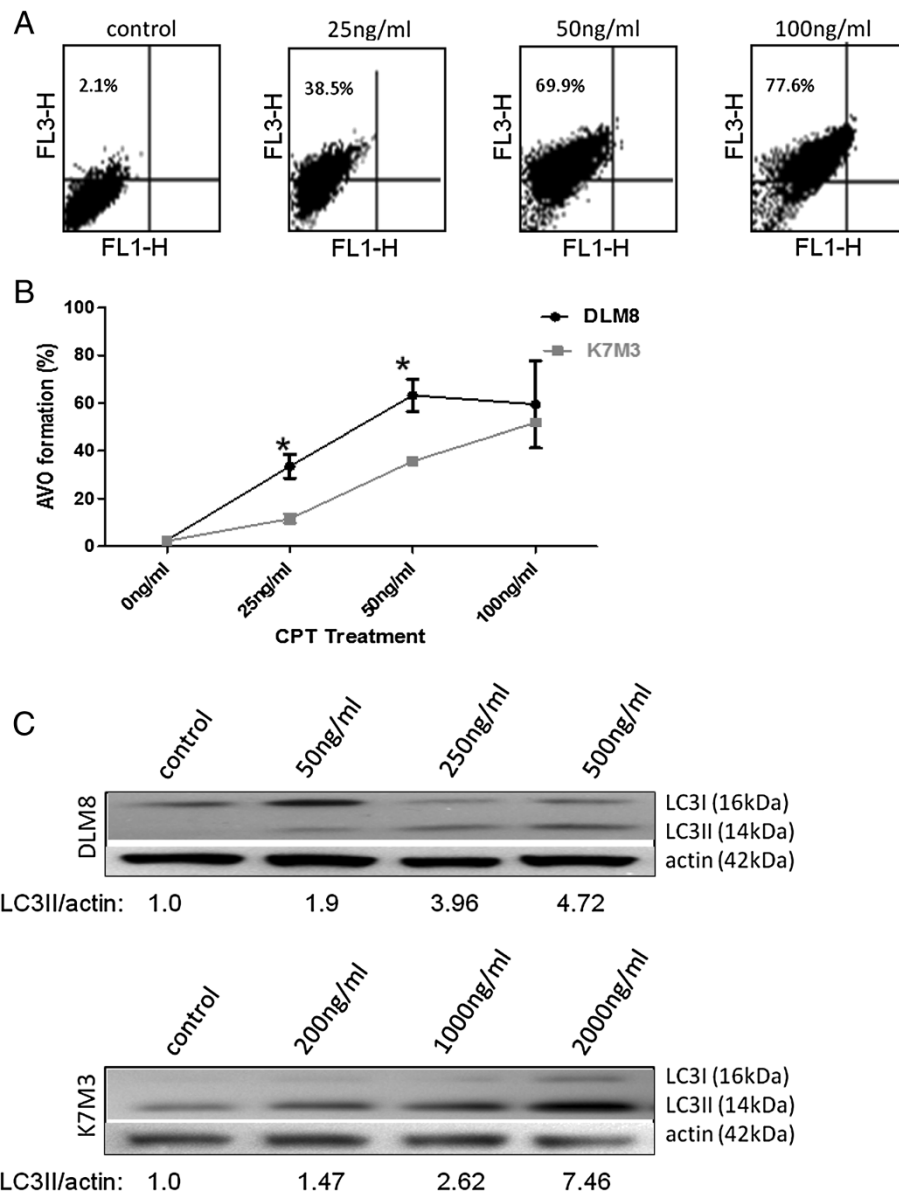 A
control 25ng/ml 50ng/ml 100ng/ml
2.1% 38.5% 69.9% 77.6%
FL3-H FL3-H FL3-H FL3-H
FL1-H FL1-H FL1-H FL1-H
B
100
80
60
40
20
0
AVO formation (%)
* *
DLM8
K7M3
0ng/ml 25ng/ml 50ng/ml 100ng/ml
CPT Treatment
C
control 50ng/ml 250ng/ml 500ng/ml
DLM8
LC3I (16kDa)
LC3II (14kDa)
actin (42kDa)
LC3II/actin: 1.0 1.9 3.96 4.72
control 200ng/ml 1000ng/ml 2000ng/ml
K7M3
LC3I (16kDa)
LC3II (14kDa)
actin (42kDa)
LC3II/actin: 1.0 1.47 2.62 7.46